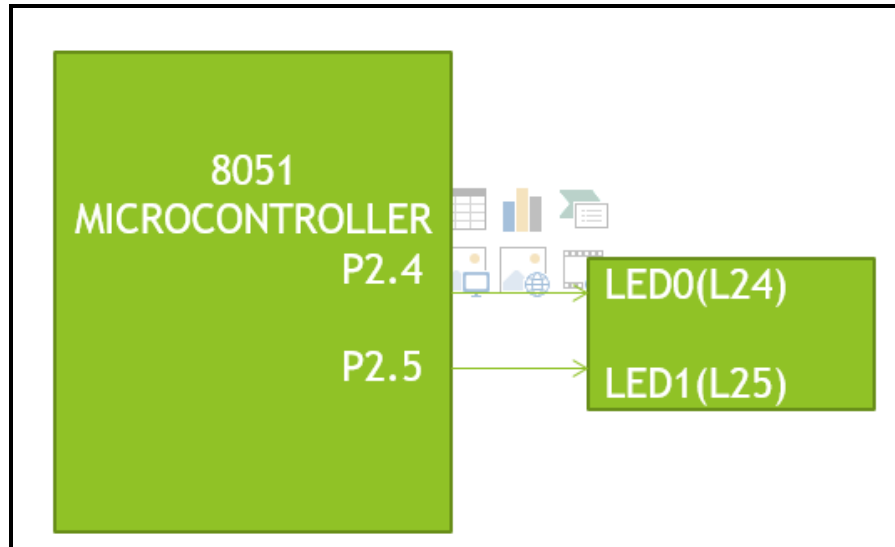 8051
MICROCONTROLLER
P2.4
LED0(L24)
P2.5
LED1(L25)